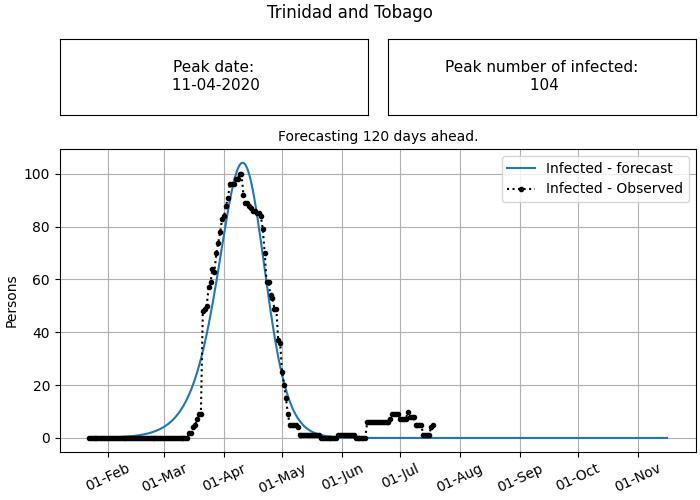 Trinidad and Tobago
Peak date:
11-04-2020
Peak number of infected:
104
Forecasting 120 days ahead.
Infected - forecast
Infected - Observed
Persons
100
80
60
40
20
0
01-Feb
01-Mar
01-Apr
01-May
01-Jun
01-Jul
01-Aug
01-Sep
01-Oct
01-Nov